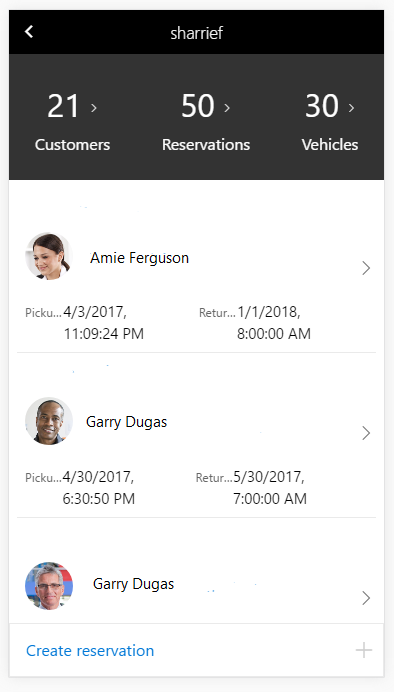 sharrief
21 50 30
Customers Reservations Vehicles
Amie Ferguson
Picku... 4/3/2017, Retur... 1/1/2018,
11:09:24 PM 8:00:00 AM
Garry Dugas
Picku... 4/30/2017, Retur... 5/30/2017,
6:30:50 PM 7:00:00 AM
Garry Dugas
Create reservation